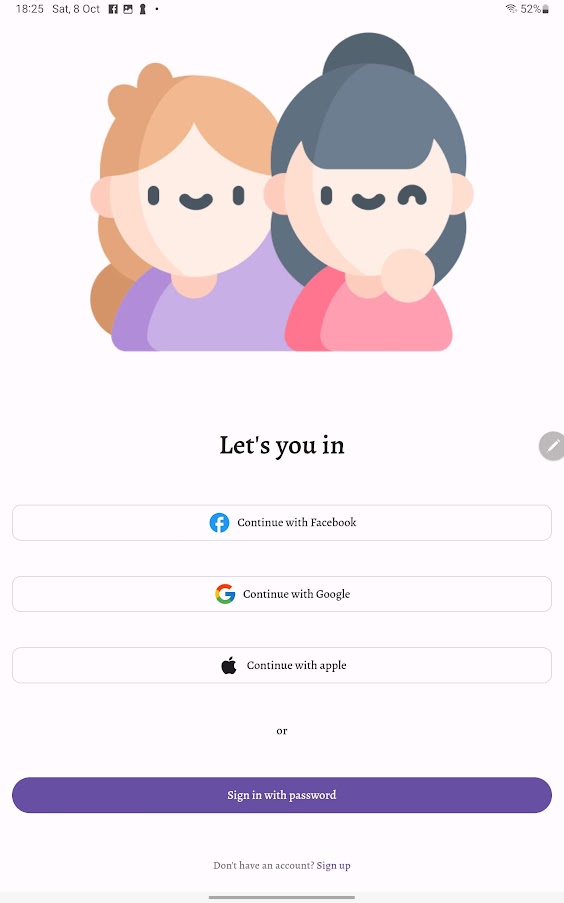 18:25 Sat, 8 Oct 52%
Let's you in
Continue with Facebook
Continue with Google
Continue with apple
or
Sign in with password
Don't have an account? Sign up